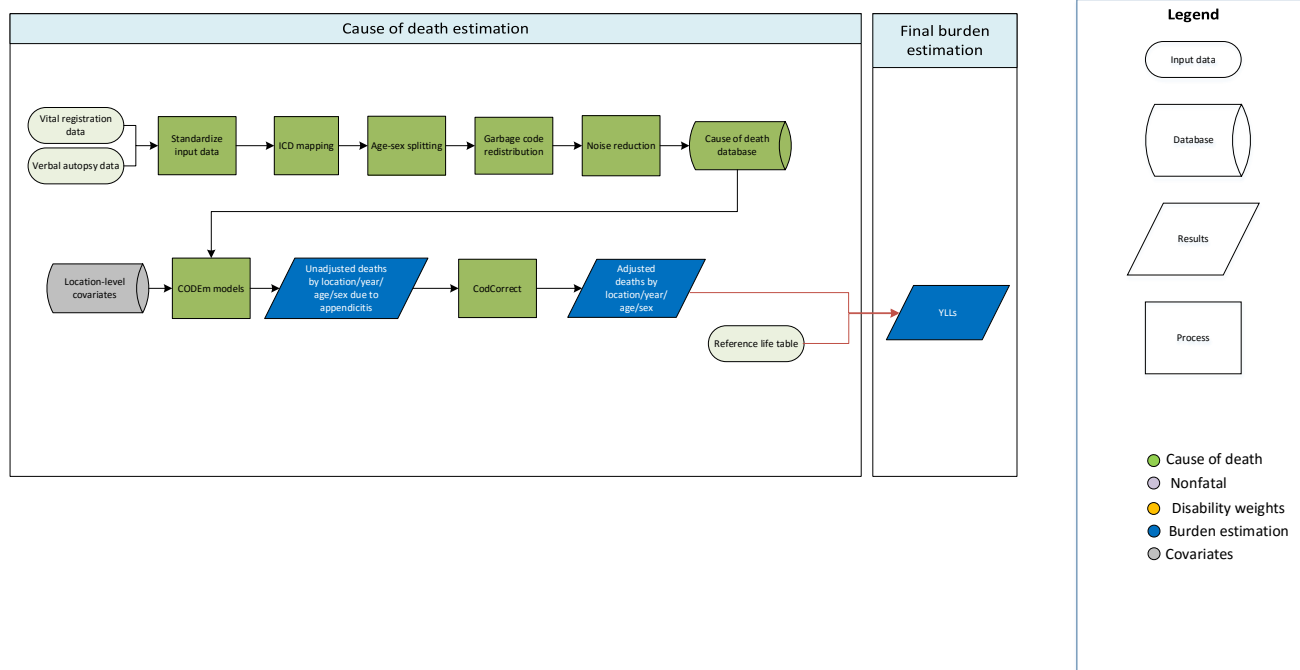 Cause of death estimation
Final burden
estimation
Legend
Vital registration
data
Verbal autopsy data
Standardize
input data
ICD mapping
Age-sex splitting
Garbage code
redistribution
Noise reduction
Cause of death
database
Location-level
covariates
CODEm models
Unadjusted deaths
by location/year/
age/sex due to
appendicitis
CodCorrect
Adjusted
deaths by
location/year/
age/sex
Reference life table
YLLs
Input data
Database
Results
Process
Cause of death
Nonfatal
Disability weights
Burden estimation
Covariates